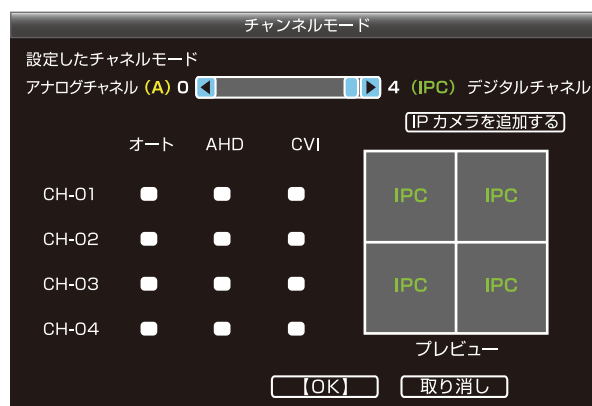 チャンネルモード
設定したチャネルモード
アナログチャネル (A) 0 4 (IPC) デジタルチャネル
IPカメラを追加する
オート AHD CVI
CH-01
CH-02
CH-03
CH-04
IPC IPC
IPC IPC
プレビュー
【OK】 取り消し